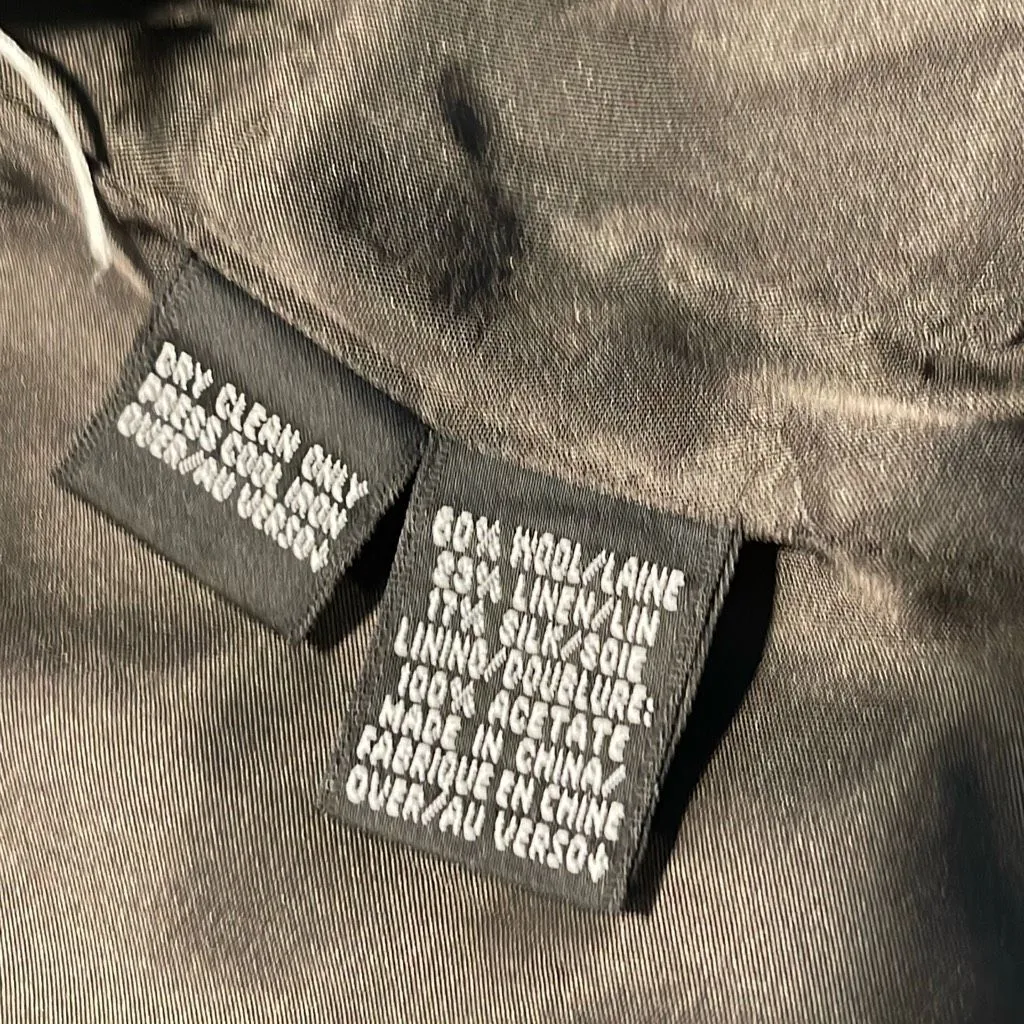 DRY CLEAN ONLY
PRESS COOL IRON
OVER/AU VERSO↓
60% WOOL/LAINE
23% LINEN/LIN
17% SILK/SOIE
LINING/DOUBLURE:
100% ACETATE
MADE IN CHINA/
FABRIQUE EN CHINE
OVER/AU VERSO↓